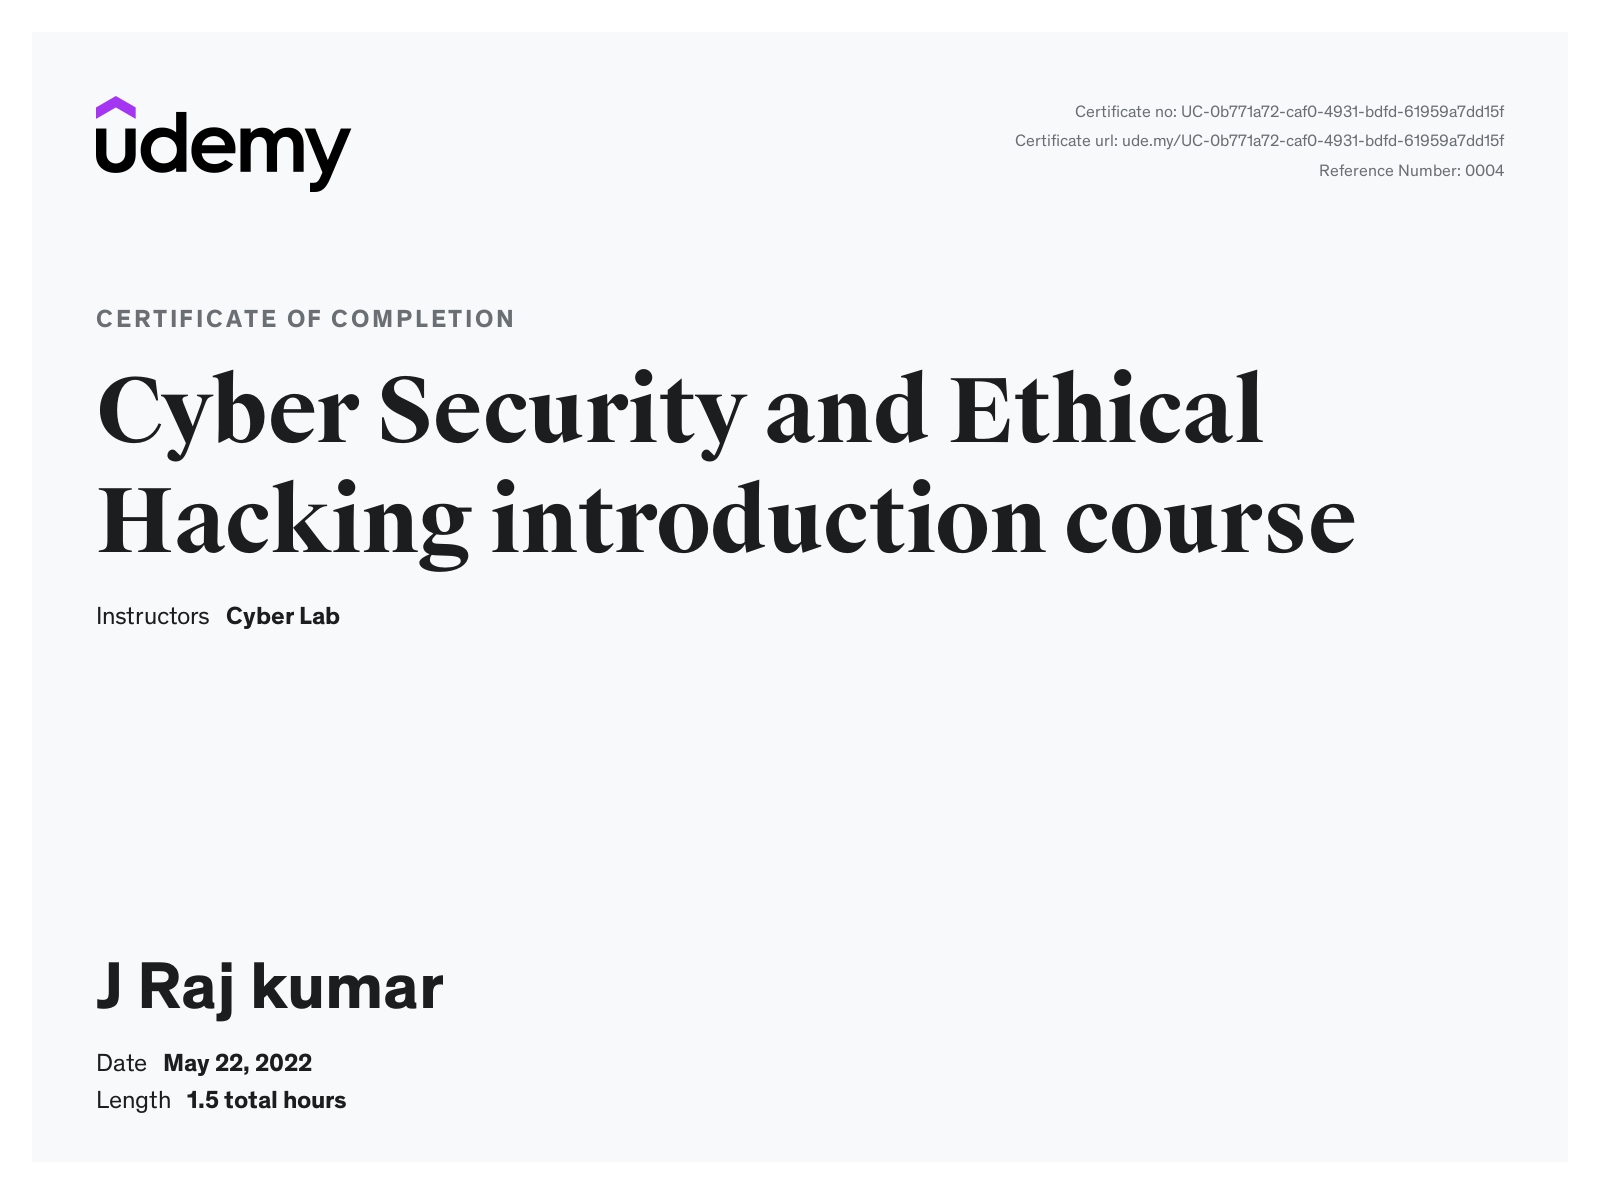 udemy
Certificate no: UC-0b771a72-caf0-4931-bdfd-61959a7dd15f
Certificate url: ude.my/UC-0b771a72-caf0-4931-bdfd-61959a7dd15f
Reference Number: 0004
CERTIFICATE OF COMPLETION
Cyber Security and Ethical
Hacking introduction course
Instructors Cyber Lab
J Raj kumar
Date May 22, 2022
Length 1.5 total hours